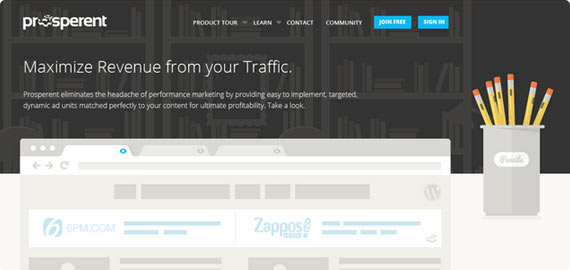 prosperent
PRODUCT TOUR LEARN CONTACT COMMUNITY JOIN FREE SIGN IN
Maximize Revenue from your Traffic.
Prosperent eliminates the headache of performance marketing by providing easy to implement, targeted,
dynamic ad units matched perfectly to your content for ultimate profitability. Take a look.
Pencils
6PM.COM Zappos